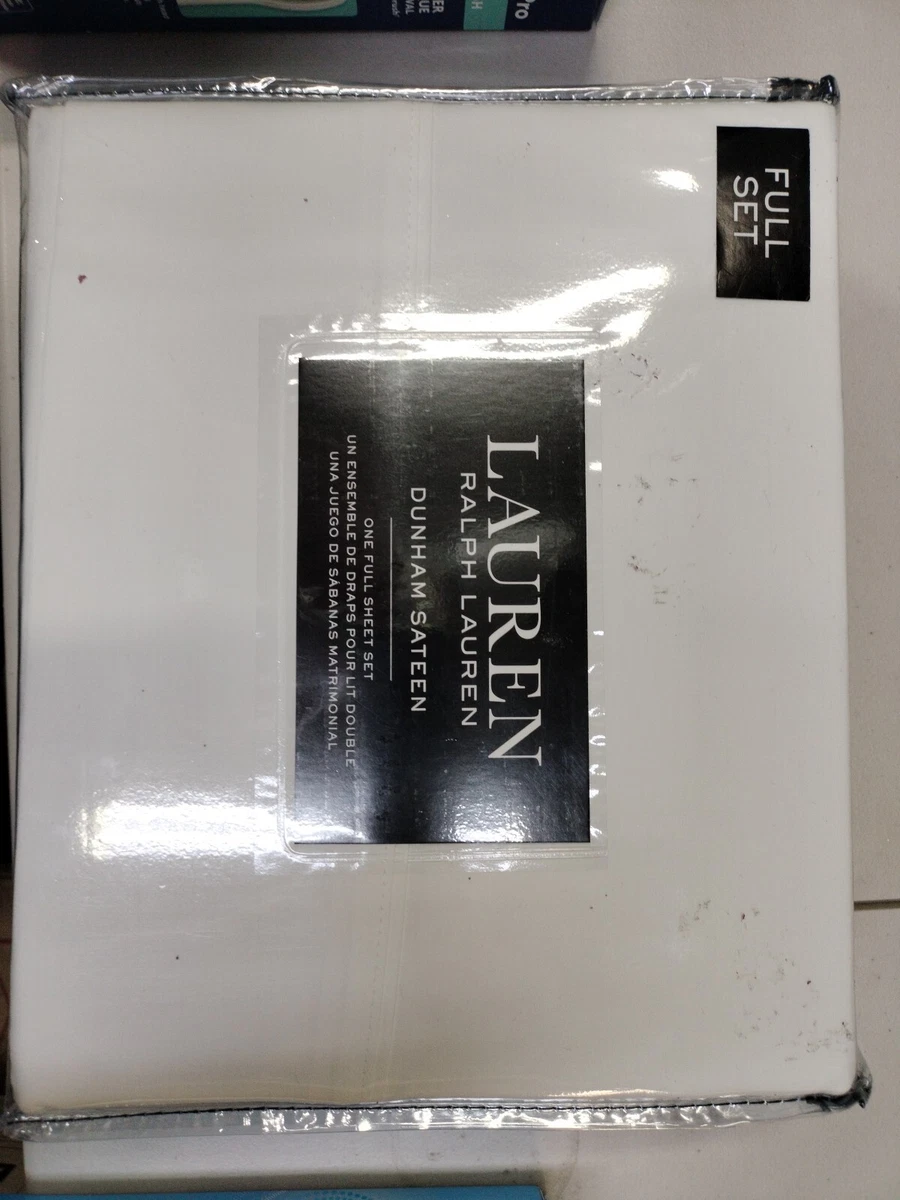 FULL
SET
LAUREN
RALPH LAUREN
DUNHAM SATEEN
ONE FULL SHEET SET
UN ENSEMBLE DE DRAPS POUR LIT DOUBLE
UNA JUEGO DE SÁBANAS MATRIMONIAL
Pro